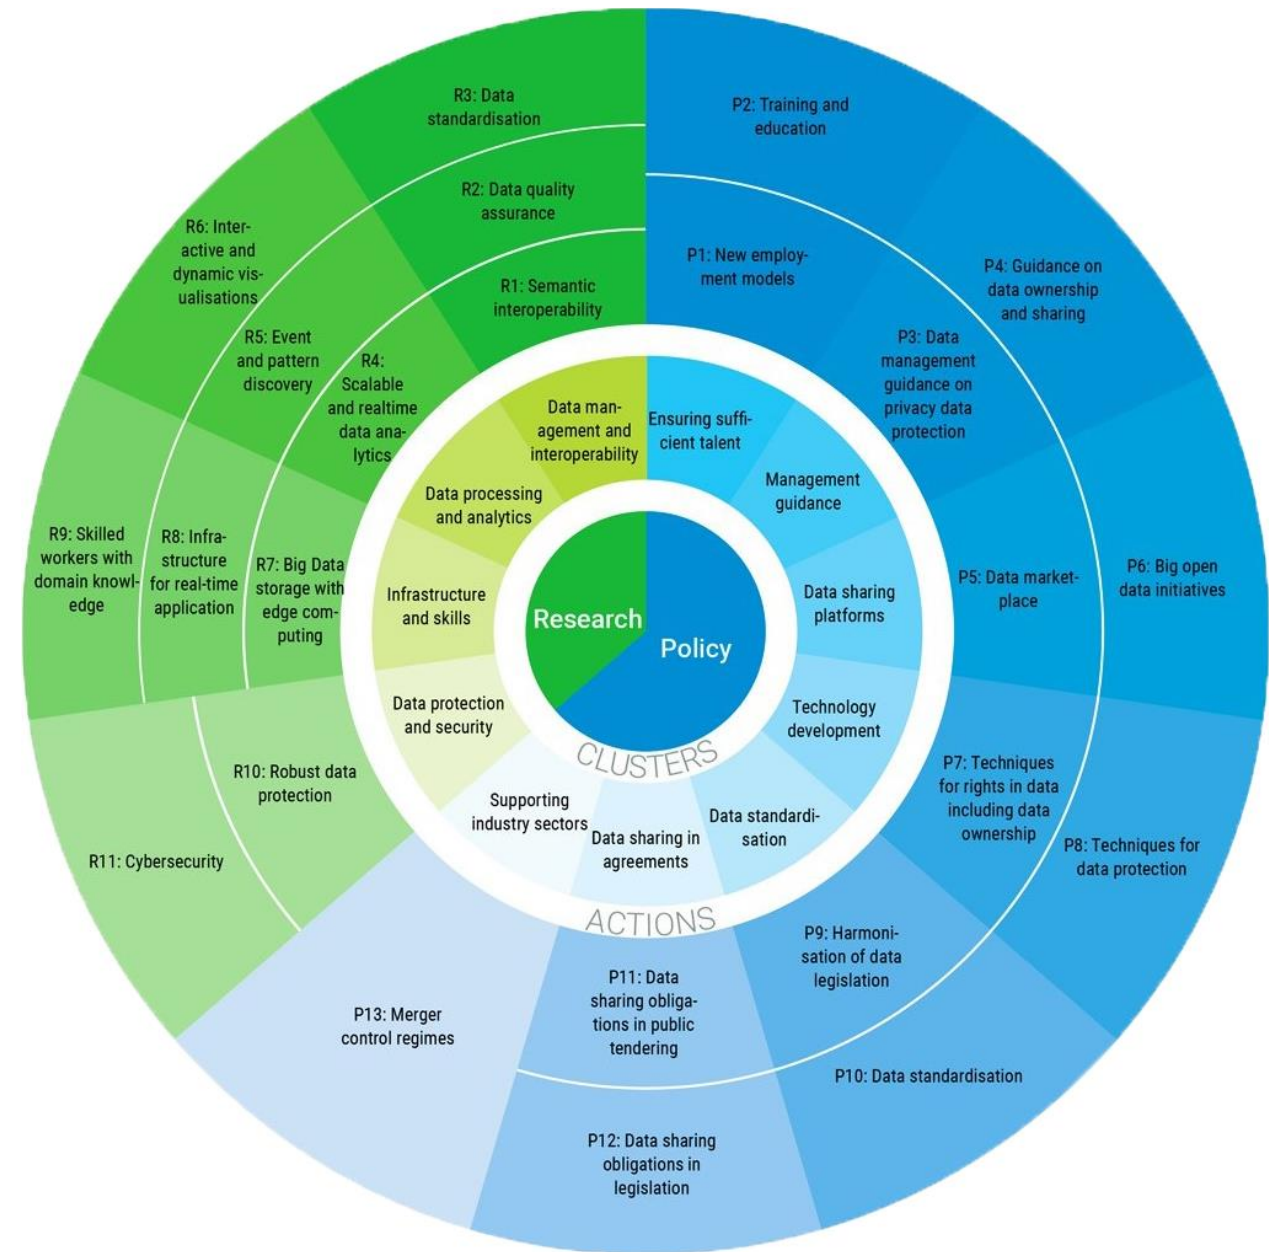 R3: Data
standardisation
R2: Data quality
assurance
R1: Semantic
interoperability
R6: Inter-
active and
dynamic vis-
ualisations
R5: Event
and pattern
discovery
R4:
Scalable
and realtime
data ana-
lytics
R9: Skilled
workers with
domain knowl-
edge
R8: Infra-
structure
for real-time
application
R7: Big Data
storage with
edge com-
puting
R10: Robust data
protection
R11: Cybersecurity
P2: Training and
education
P1: New employ-
ment models
P4: Guidance on
data ownership
and sharing
P3: Data
management
guidance on
privacy data
protection
P5: Data market-
place
P6: Big open
data initiatives
P7: Techniques
for rights in data
including data
ownership
P8: Techniques for
data protection
P9: Harmoni-
sation of data
legislation
P10: Data standardisation
P11: Data
sharing obliga-
tions in public
tendering
P12: Data sharing
obligations in
legislation
P13: Merger
control regimes
Data man-
agement and
interoperability
Data processing
and analytics
Infrastructure
and skills
Data protection
and security
Ensuring suffi-
cient talent
Management
guidance
Data sharing
platforms
Technology
development
Data standardi-
sation
Data sharing in
agreements
Supporting
industry sectors
Research
Policy
CLUSTERS
ACTIONS